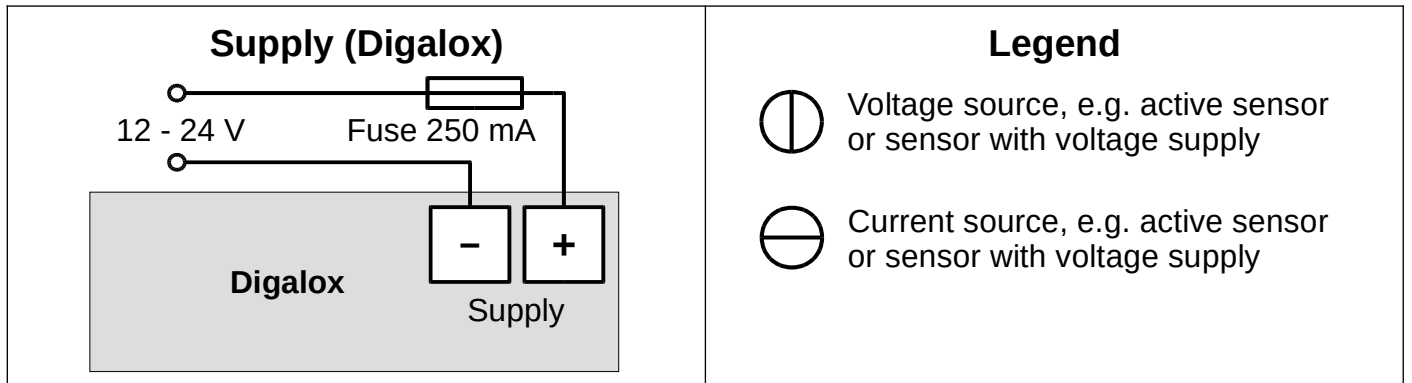 Supply (Digalox)
12 - 24 V
Fuse 250 mA
– +
Digalox
Supply
Legend
Voltage source, e.g. active sensor
or sensor with voltage supply
Current source, e.g. active sensor
or sensor with voltage supply